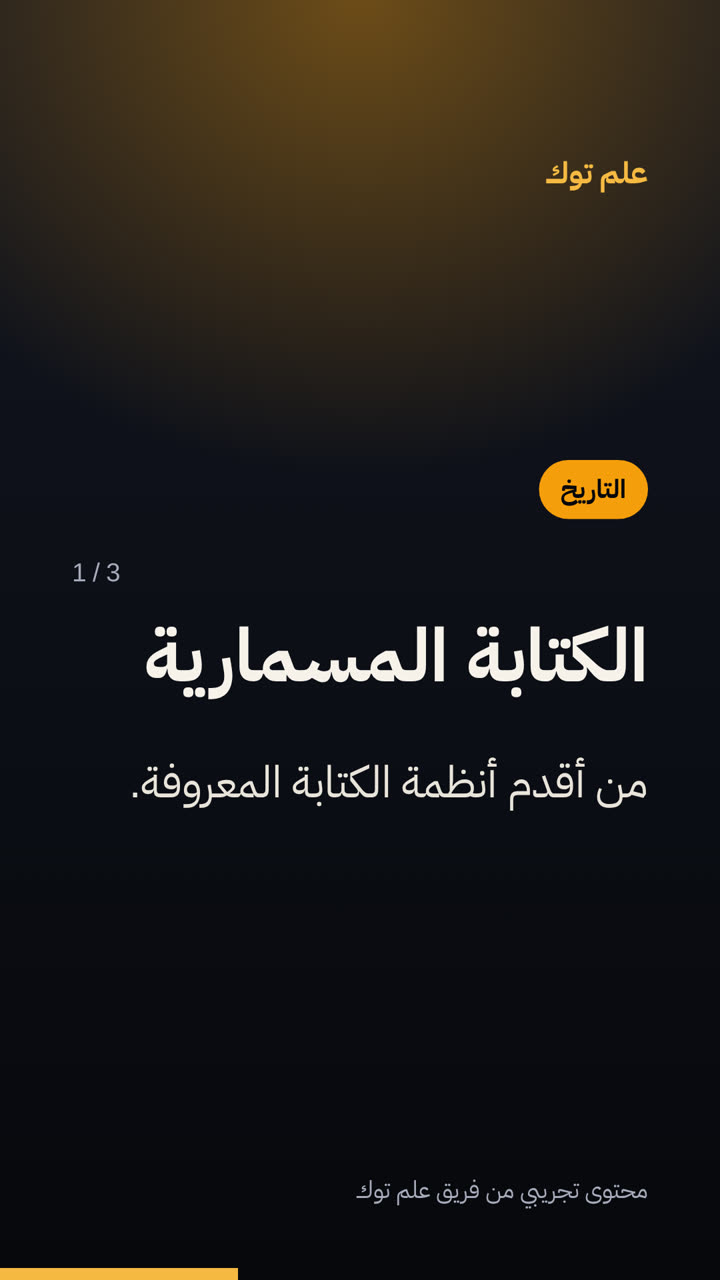 علم توك
التاريخ
1 / 3
الكتابة المسمارية
من أقدم أنظمة الكتابة المعروفة.
محتوى تجريبي من فريق علم توك